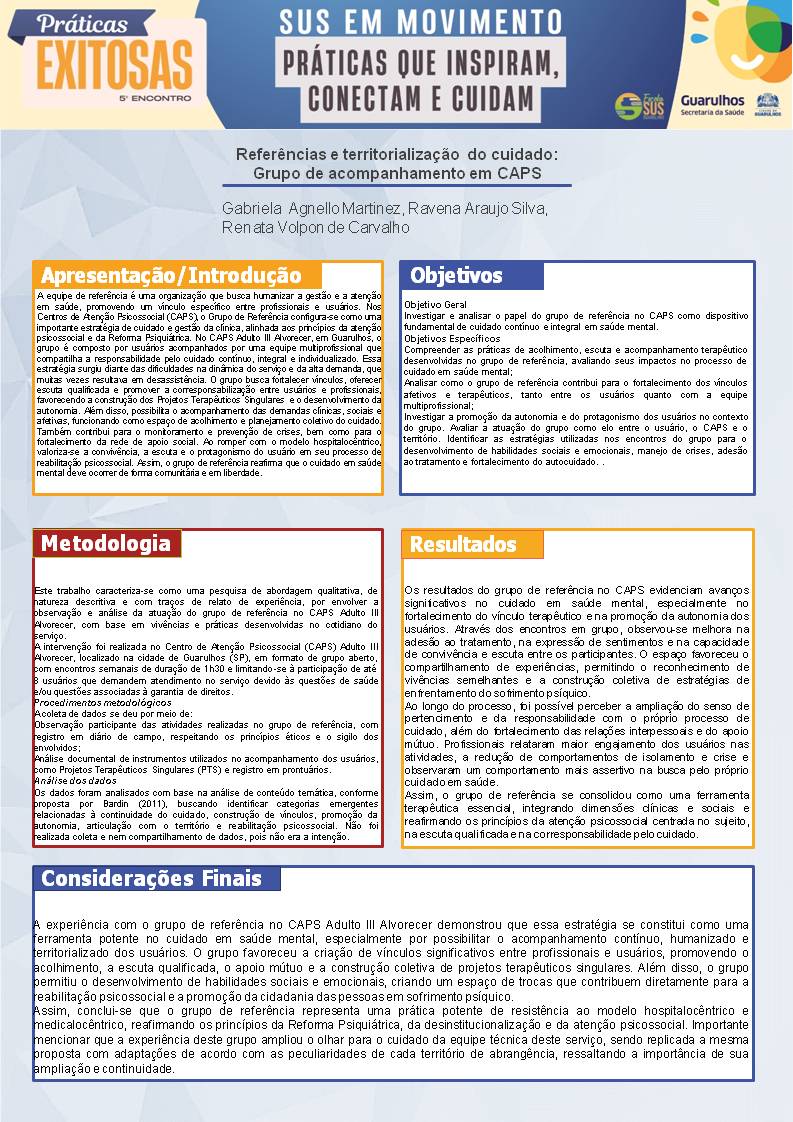 Práticas
EXITOSAS
5º ENCONTRO
SUS EM MOVIMENTO
PRÁTICAS QUE INSPIRAM,
CONECTAM E CUIDAM
Escola
SUS
Guarulhos
Secretaria da Saúde
GUARULHOS
Referências e territorialização do cuidado:
Grupo de acompanhamento em CAPS
Gabriela Agnello Martinez, Ravena Araujo Silva,
Renata Volpon de Carvalho
Apresentação/Introdução
A equipe de referência é uma organização que busca humanizar a gestão e a atenção
em saúde, promovendo um vínculo específico entre profissionais e usuários. Nos
Centros de Atenção Psicossocial (CAPS), o Grupo de Referência configura-se como uma
importante estratégia de cuidado e gestão da clínica, alinhada aos princípios da atenção
psicossocial e da Reforma Psiquiátrica. No CAPS Adulto III Alvorecer, em Guarulhos, o
grupo é composto por usuários acompanhados por uma equipe multiprofissional que
compartilha a responsabilidade pelo cuidado contínuo, integral e individualizado. Essa
estratégia surgiu diante das dificuldades na dinâmica do serviço e da alta demanda, que
muitas vezes resultava em desassistência. O grupo busca fortalecer vínculos, oferecer
escuta qualificada e promover a corresponsabilização entre usuários e profissionais,
favorecendo a construção dos Projetos Terapêuticos Singulares e o desenvolvimento da
autonomia. Além disso, possibilita o acompanhamento das demandas clínicas, sociais e
afetivas, funcionando como espaço de acolhimento e planejamento coletivo do cuidado.
Também contribui para o monitoramento e prevenção de crises, bem como para o
fortalecimento da rede de apoio social. Ao romper com o modelo hospitalocêntrico,
valoriza-se a convivência, a escuta e o protagonismo do usuário em seu processo de
reabilitação psicossocial. Assim, o grupo de referência reafirma que o cuidado em saúde
mental deve ocorrer de forma comunitária e em liberdade.
Objetivos
Objetivo Geral
Investigar e analisar o papel do grupo de referência no CAPS como dispositivo
fundamental de cuidado contínuo e integral em saúde mental.
Objetivos Específicos
Compreender as práticas de acolhimento, escuta e acompanhamento terapêutico
desenvolvidas no grupo de referência, avaliando seus impactos no processo de
cuidado em saúde mental;
Analisar como o grupo de referência contribui para o fortalecimento dos vínculos
afetivos e terapêuticos, tanto entre os usuários quanto com a equipe
multiprofissional;
Investigar a promoção da autonomia e do protagonismo dos usuários no contexto
do grupo. Avaliar a atuação do grupo como elo entre o usuário, o CAPS e o
território. Identificar as estratégias utilizadas nos encontros do grupo para o
desenvolvimento de habilidades sociais e emocionais, manejo de crises, adesão
ao tratamento e fortalecimento do autocuidado. .
Metodologia
Este trabalho caracteriza-se como uma pesquisa de abordagem qualitativa, de
natureza descritiva e com traços de relato de experiência, por envolver a
observação e análise da atuação do grupo de referência no CAPS Adulto III
Alvorecer, com base em vivências e práticas desenvolvidas no cotidiano do
serviço.
A intervenção foi realizada no Centro de Atenção Psicossocial (CAPS) Adulto III
Alvorecer, localizado na cidade de Guarulhos (SP), em formato de grupo aberto,
com encontros semanais de duração de 1h30 e limitando-se à participação de até
8 usuários que demandem atendimento no serviço devido às questões de saúde
e/ou questões associadas à garantia de direitos.
Procedimentos metodológicos
A coleta de dados se deu por meio de:
Observação participante das atividades realizadas no grupo de referência, com
registro em diário de campo, respeitando os princípios éticos e o sigilo dos
envolvidos;
Análise documental de instrumentos utilizados no acompanhamento dos usuários,
como Projetos Terapêuticos Singulares (PTS) e registro em prontuários.
Análise dos dados
Os dados foram analisados com base na análise de conteúdo temática, conforme
proposta por Bardin (2011), buscando identificar categorias emergentes
relacionadas à continuidade do cuidado, construção de vínculos, promoção da
autonomia, articulação com o território e reabilitação psicossocial. Não foi
realizada coleta e nem compartilhamento de dados, pois não era a intenção.
Resultados
Os resultados do grupo de referência no CAPS evidenciam avanços
significativos no cuidado em saúde mental, especialmente no
fortalecimento do vínculo terapêutico e na promoção da autonomia dos
usuários. Através dos encontros em grupo, observou-se melhora na
adesão ao tratamento, na expressão de sentimentos e na capacidade
de convivência e escuta entre os participantes. O espaço favoreceu o
compartilhamento de experiências, permitindo o reconhecimento de
vivências semelhantes e a construção coletiva de estratégias de
enfrentamento do sofrimento psíquico.
Ao longo do processo, foi possível perceber a ampliação do senso de
pertencimento e da responsabilidade com o próprio processo de
cuidado, além do fortalecimento das relações interpessoais e do apoio
mútuo. Profissionais relataram maior engajamento dos usuários nas
atividades, a redução de comportamentos de isolamento e crise e
observaram um comportamento mais assertivo na busca pelo próprio
cuidado em saúde.
Assim, o grupo de referência se consolidou como uma ferramenta
terapêutica essencial, integrando dimensões clínicas e sociais e
reafirmando os princípios da atenção psicossocial centrada no sujeito,
na escuta qualificada e na corresponsabilidade pelo cuidado.
Considerações Finais
A experiência com o grupo de referência no CAPS Adulto III Alvorecer demonstrou que essa estratégia se constitui como uma
ferramenta potente no cuidado em saúde mental, especialmente por possibilitar o acompanhamento contínuo, humanizado e
territorializado dos usuários. O grupo favoreceu a criação de vínculos significativos entre profissionais e usuários, promovendo o
acolhimento, a escuta qualificada, o apoio mútuo e a construção coletiva de projetos terapêuticos singulares. Além disso, o grupo
permitiu o desenvolvimento de habilidades sociais e emocionais, criando um espaço de trocas que contribuem diretamente para a
reabilitação psicossocial e a promoção da cidadania das pessoas em sofrimento psíquico.
Assim, conclui-se que o grupo de referência representa uma prática potente de resistência ao modelo hospitalocêntrico e
medicalocêntrico, reafirmando os princípios da Reforma Psiquiátrica, da desinstitucionalização e da atenção psicossocial. Importante
mencionar que a experiência deste grupo ampliou o olhar para o cuidado da equipe técnica deste serviço, sendo replicada a mesma
proposta com adaptações de acordo com as peculiaridades de cada território de abrangência, ressaltando a importância de sua
ampliação e continuidade.